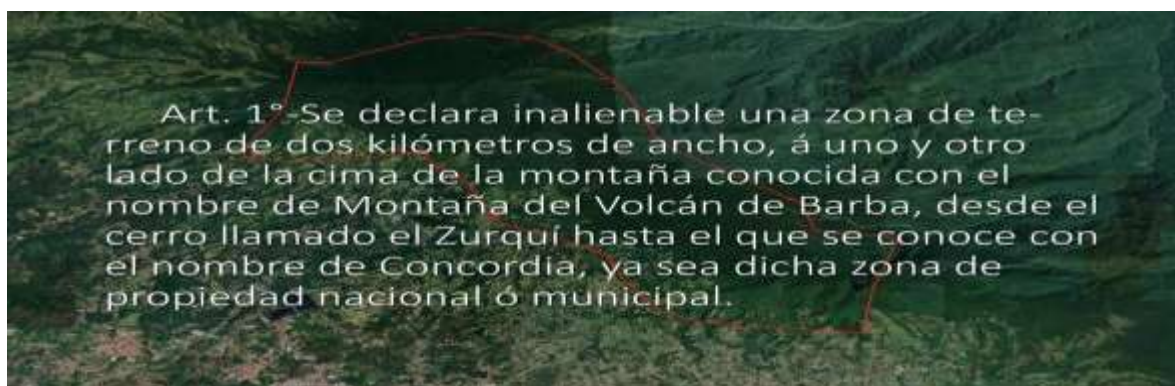 Art. 1°-Se declara inalienable una zona de te-
rreno de dos kilómetros de ancho, á uno y otro
lado de la cima de la montaña conocida con el
nombre de Montaña del Volcán de Barba, desde el
cerro llamado el Zurquí hasta el que se conoce con
el nombre de Concordia, ya sea dicha zona de
propiedad nacional ó municipal.